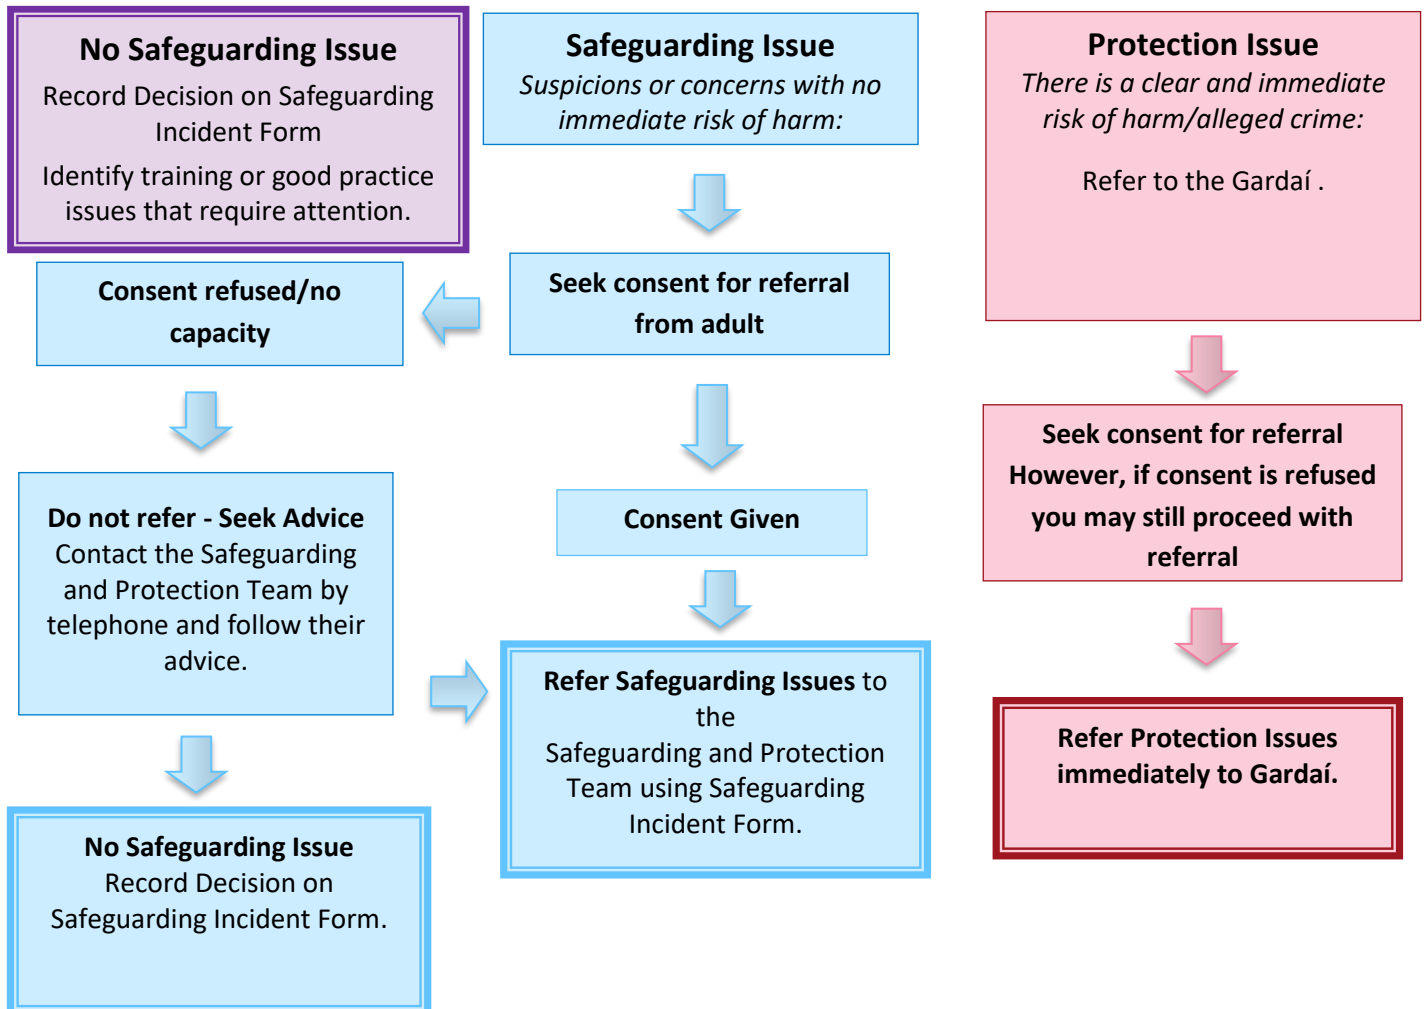 No Safeguarding Issue
Record Decision on Safeguarding
Incident Form
Identify training or good practice
issues that require attention.
Safeguarding Issue
Suspicions or concerns with no
immediate risk of harm:
Protection Issue
There is a clear and immediate
risk of harm/alleged crime:
Refer to the Gardaí .
Consent refused/no
capacity
Seek consent for referral
from adult
Do not refer - Seek Advice
Contact the Safeguarding
and Protection Team by
telephone and follow their
advice.
Consent Given
Seek consent for referral
However, if consent is refused
you may still proceed with
referral
No Safeguarding Issue
Record Decision on
Safeguarding Incident Form.
Refer Safeguarding Issues to
the
Safeguarding and Protection
Team using Safeguarding
Incident Form.
Refer Protection Issues
immediately to Gardaí.